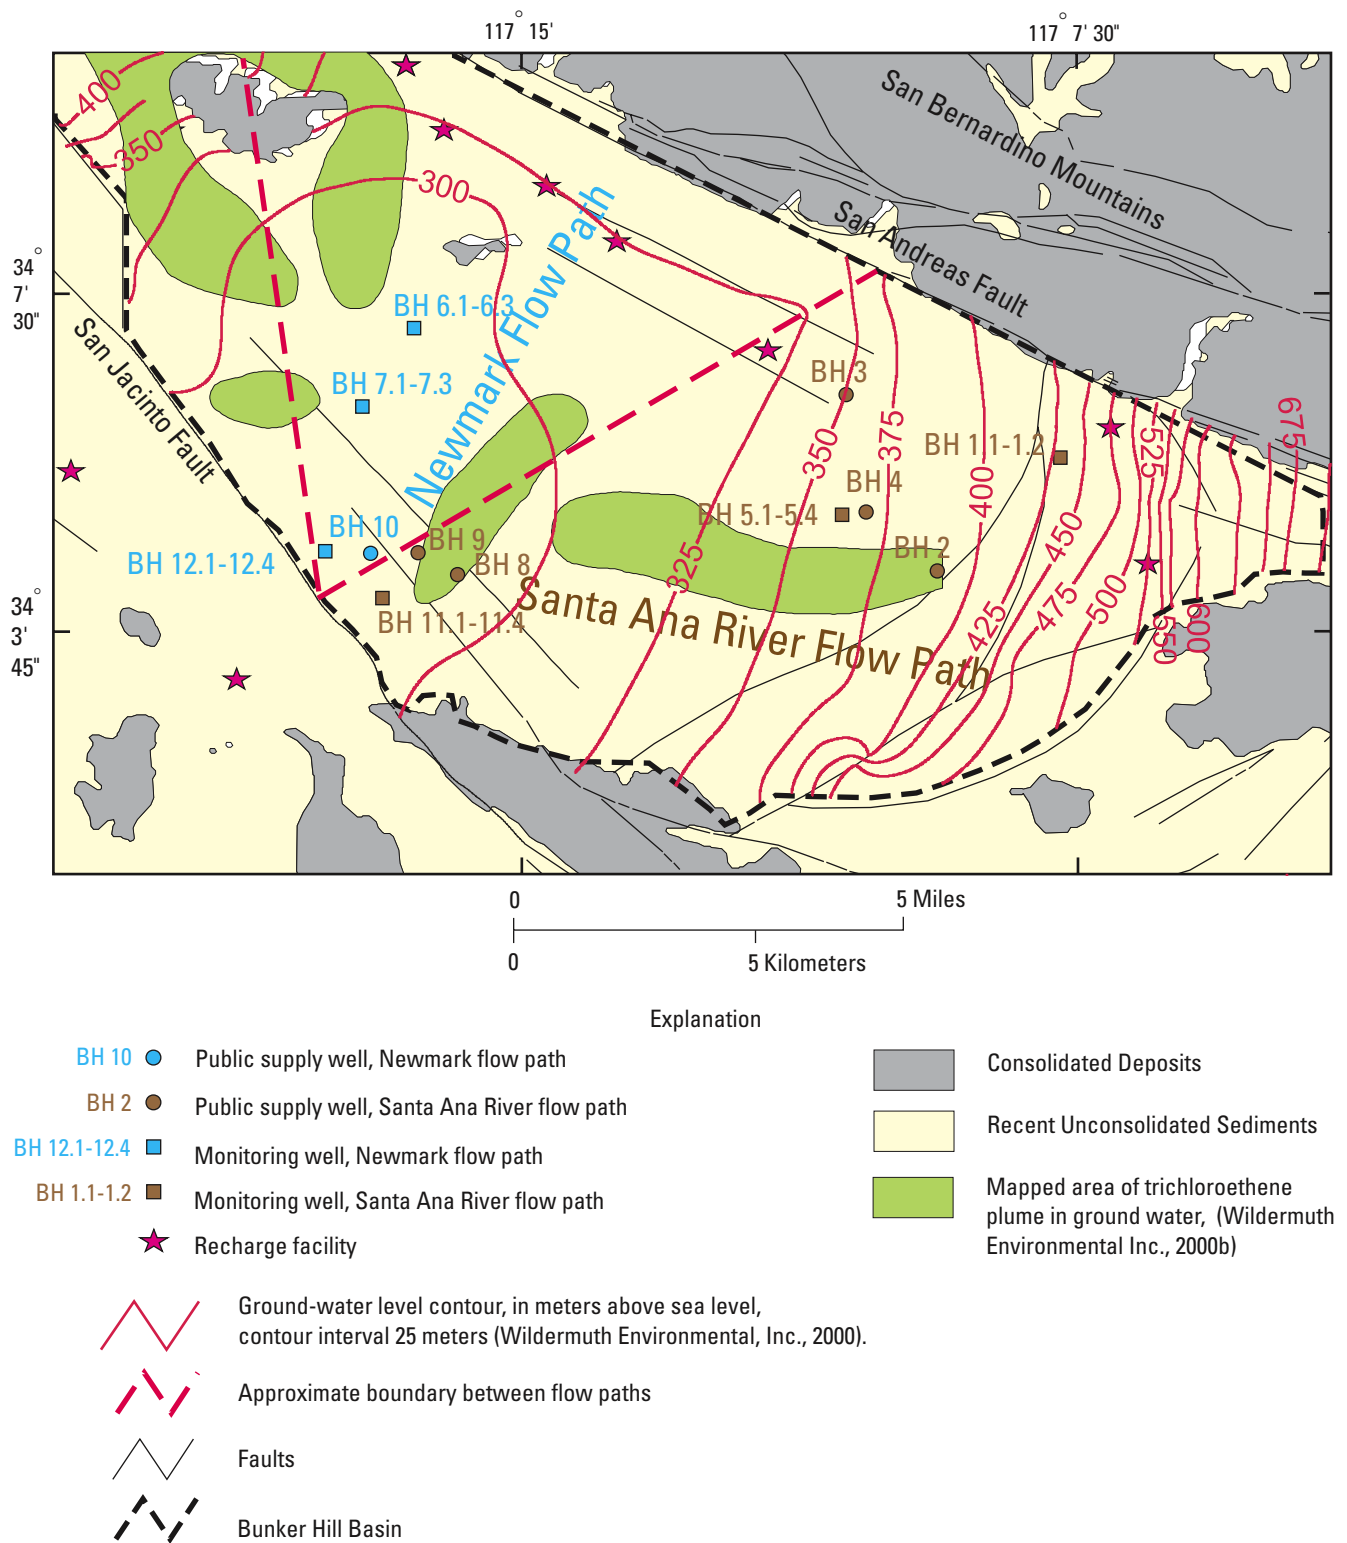 117° 15'
117° 7' 30"
San Bernardino Mountains
400
350
300
San Andreas Fault
34°
7'
30"
Newmark Flow Path
BH 6.1-6.3
San Jacinto Fault
BH 7.1-7.3
BH 3
350
375
BH 1.1-1.2
525
675
BH 4
400
BH 5.1-5.4
450
BH 10
BH 9
BH 2
BH 12.1-12.4
BH 8
325
475
500
34°
3'
45"
Santa Ana River Flow Path
BH 11.1-11.4
425
550
600
0
5 Miles
0
5 Kilometers
Explanation
BH 10
Public supply well, Newmark flow path
BH 2
Public supply well, Santa Ana River flow path
BH 12.1-12.4
Monitoring well, Newmark flow path
BH 1.1-1.2
Monitoring well, Santa Ana River flow path
Recharge facility
Consolidated Deposits
Recent Unconsolidated Sediments
Mapped area of trichloroethene
plume in ground water, (Wildermuth
Environmental Inc., 2000b)
Ground-water level contour, in meters above sea level,
contour interval 25 meters (Wildermuth Environmental, Inc., 2000).
Approximate boundary between flow paths
Faults
Bunker Hill Basin